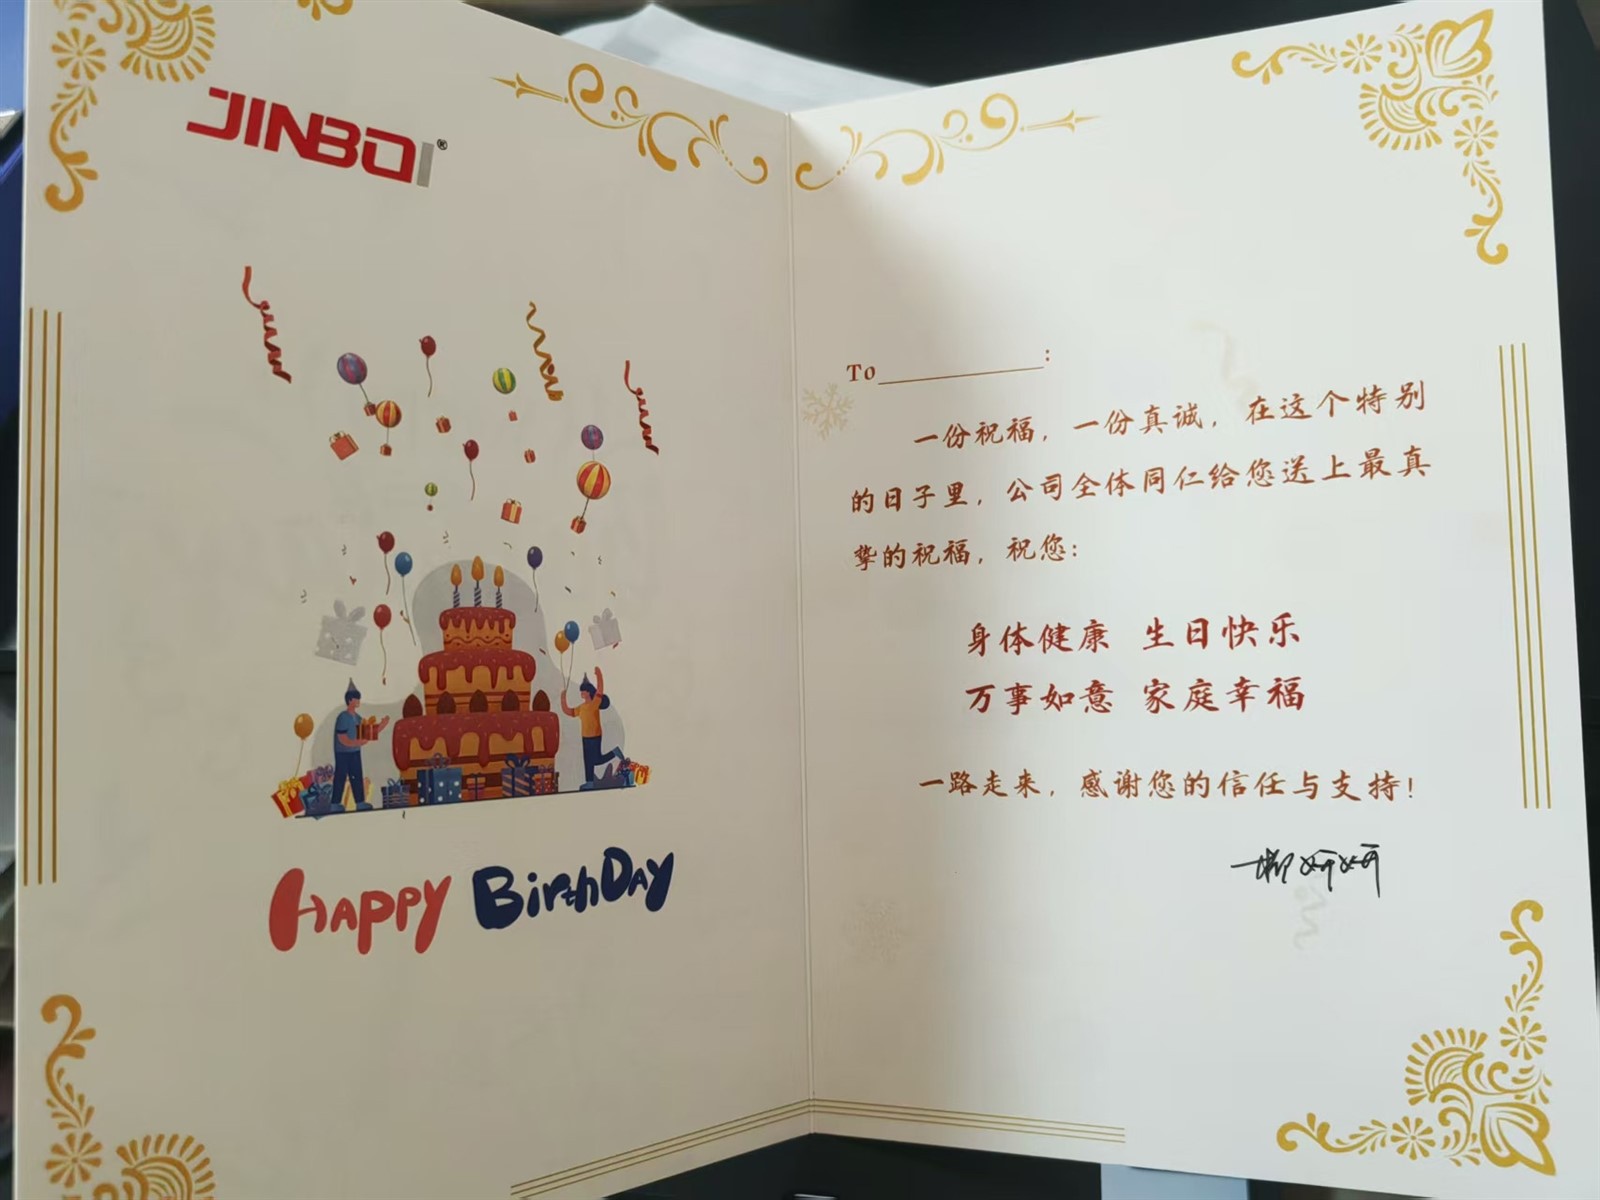 JINBO®
Happy BirthDay
To :
一份祝福，一份真诚，在这个特别
的日子里，公司全体同仁给您送上最真
挚的祝福，祝您：
身体健康 生日快乐
万事如意 家庭幸福
一路走来，感谢您的信任与支持！